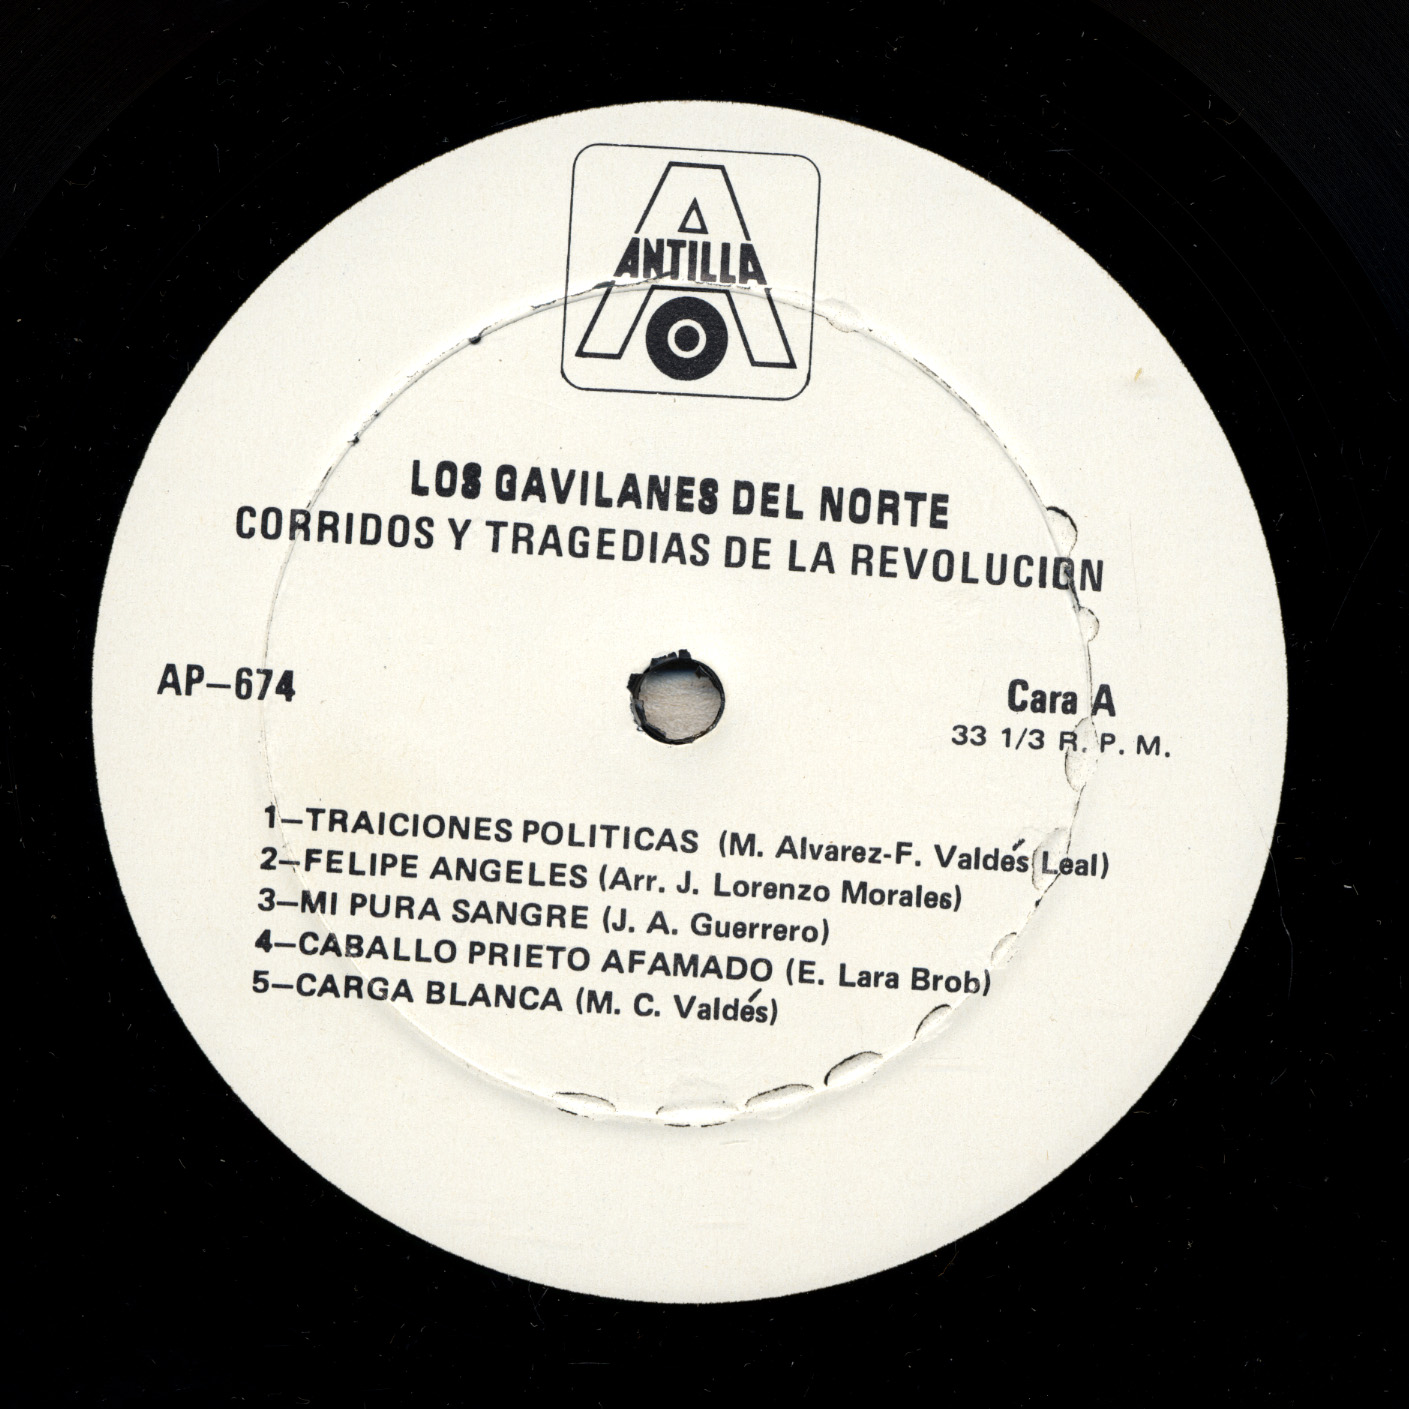 ANTILLA
LOS GAVILANES DEL NORTE
CORRIDOS Y TRAGEDIAS DE LA REVOLUCION
AP–674
Cara A
33 1/3 R. P. M.
1–TRAICIONES POLITICAS (M. Alvarez-F. Valdés Leal)
2–FELIPE ANGELES (Arr. J. Lorenzo Morales)
3–MI PURA SANGRE (J. A. Guerrero)
4–CABALLO PRIETO AFAMADO (E. Lara Brob)
5–CARGA BLANCA (M. C. Valdés)